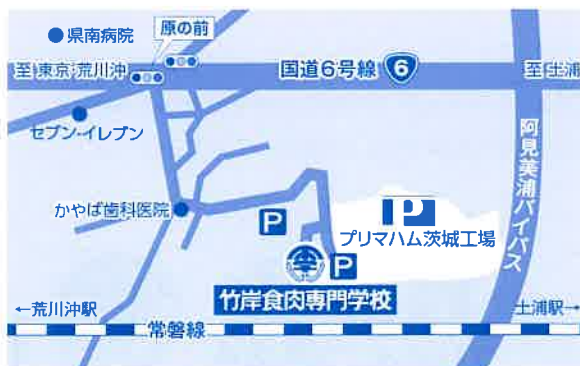 県南病院
原の前
至 東京・荒川沖
国道6号線
6
至 土浦
セブン-イレブン
阿見美浦バイパス
かやば歯科医院
P
P
プリマハム茨城工場
P
竹岸食肉専門学校
←荒川沖駅
土浦駅→
常磐線